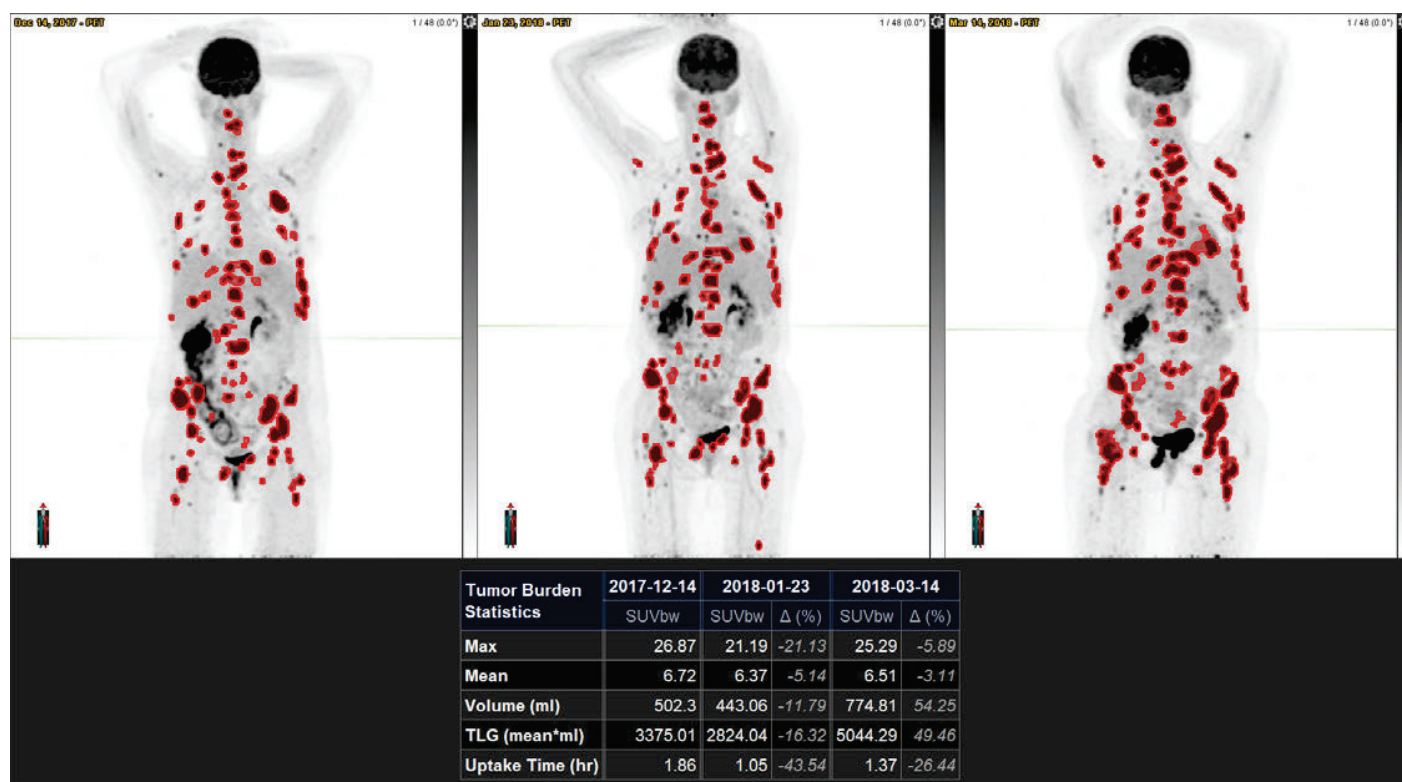 Dec 14, 2017 - PET 1 / 48 (0.0°) Jan 23, 2018 - PET 1 / 48 (0.0°) Mar 14, 2018 - PET 1 / 48 (0.0°)
Tumor Burden Statistics 2017-12-14 2018-01-23 2018-03-14
SUVbw SUVbw Δ (%) SUVbw Δ (%)
Max 26.87 21.19 -21.13 25.29 -5.89
Mean 6.72 6.37 -5.14 6.51 -3.11
Volume (ml) 502.3 443.06 -11.79 774.81 54.25
TLG (mean*ml) 3375.01 2824.04 -16.32 5044.29 49.46
Uptake Time (hr) 1.86 1.05 -43.54 1.37 -26.44